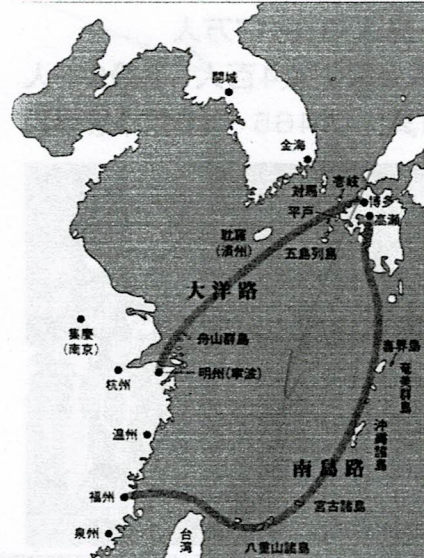 開城
金海
対馬
壱岐
博多
高瀬
平戸
耽羅
(済州)
五島列島
大洋路
集慶
(南京)
舟山群島
杭州
明州(寧波)
喜界島
奄美群島
温州
沖縄諸島
南島路
福州
宮古諸島
泉州
台湾
八重山諸島